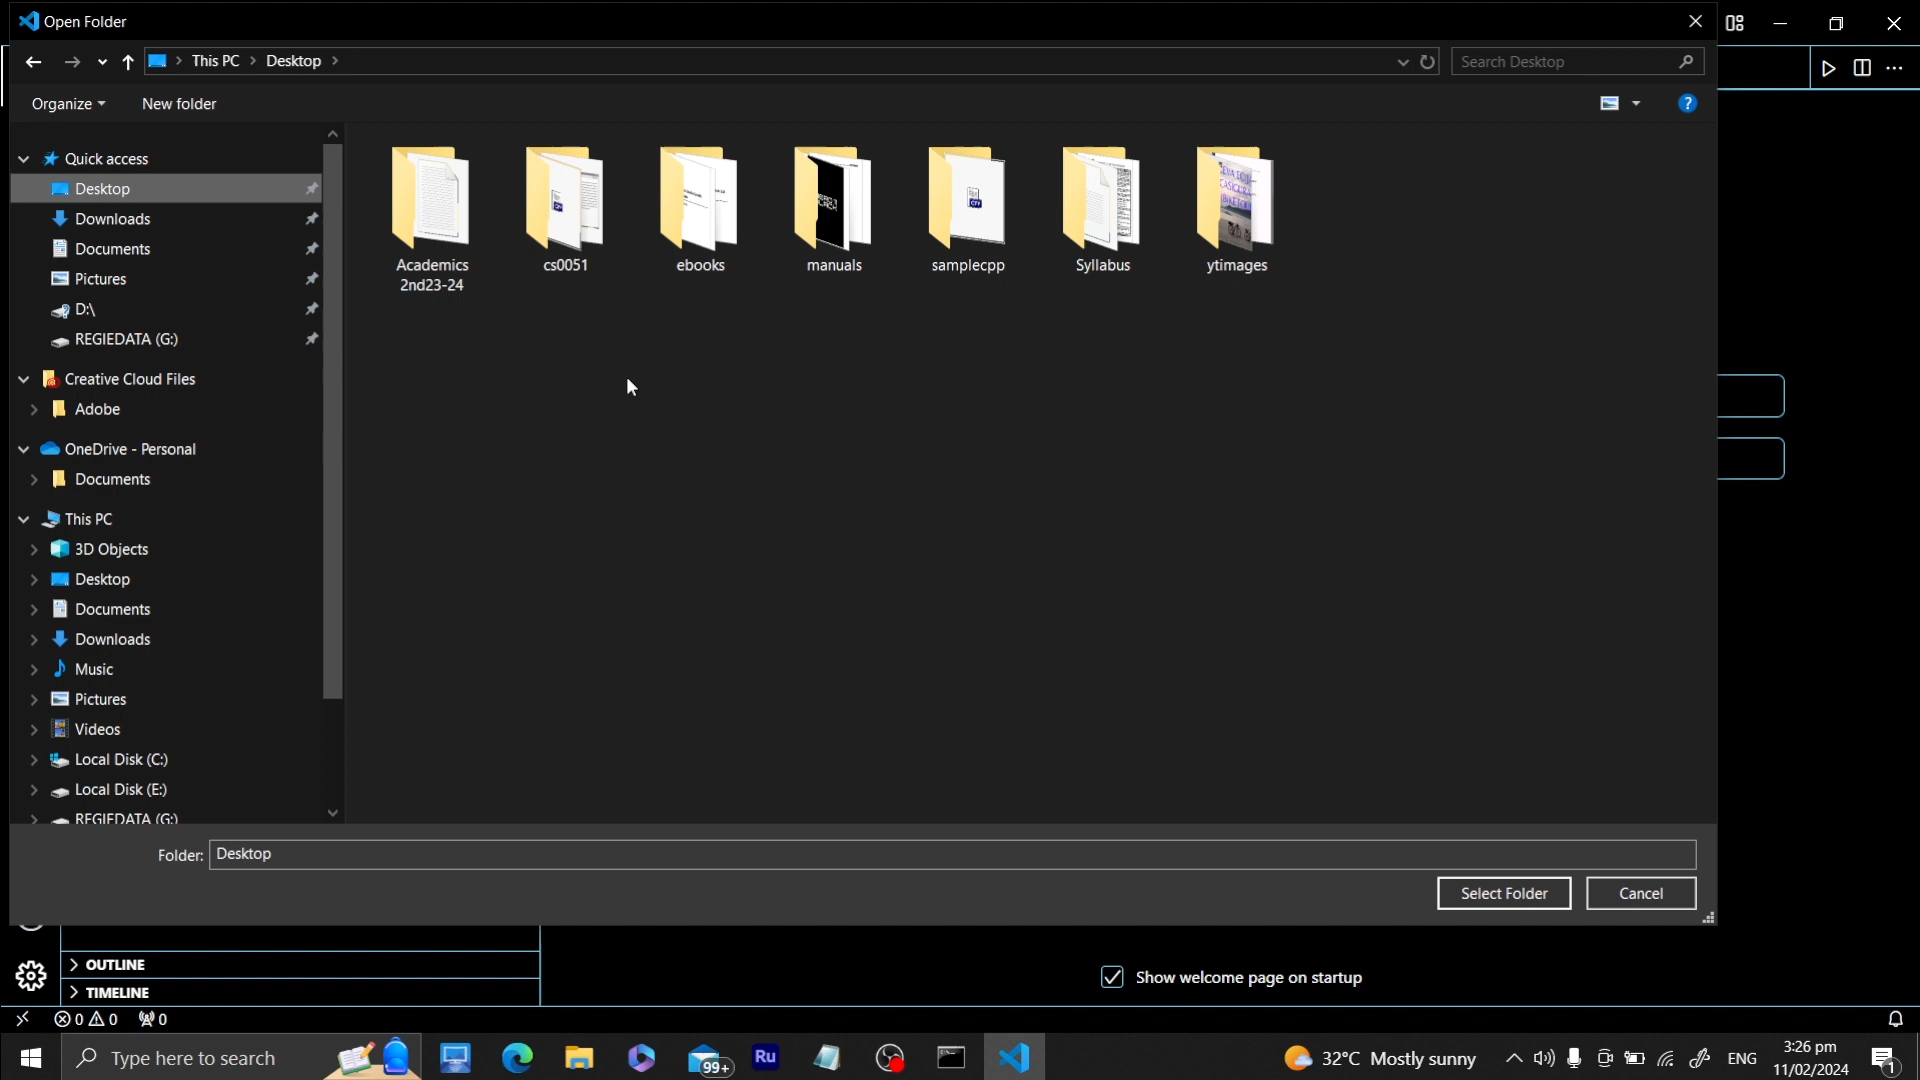 Open Folder
This PC > Desktop >
Search Desktop
Organize
New folder
Quick access
Desktop
Downloads
Documents
Pictures
D:\
REGIEDATA (G:)
Creative Cloud Files
Adobe
OneDrive - Personal
Documents
This PC
3D Objects
Desktop
Documents
Downloads
Music
Pictures
Videos
Local Disk (C:)
Local Disk (E:)
REGIEDATA (G:)
Academics
2nd23-24
cs0051
ebooks
manuals
samplecpp
Syllabus
ytimages
Folder: Desktop
Select Folder
Cancel
OUTLINE
TIMELINE
Show welcome page on startup
0 0 0
Type here to search
99+
Ru
32°C Mostly sunny
ENG
3:26 pm
11/02/2024
1